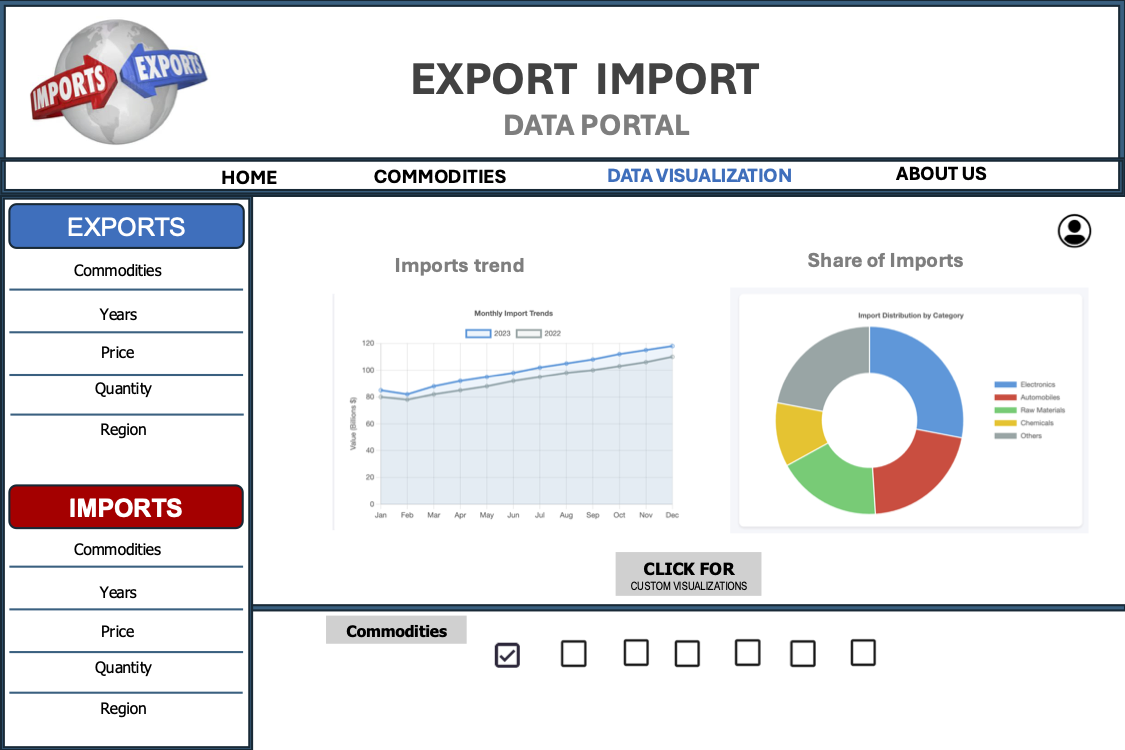 IMPORTS
EXPORTS
EXPORT IMPORT
DATA PORTAL
HOME
COMMODITIES
DATA VISUALIZATION
ABOUT US
EXPORTS
Commodities
Years
Price
Quantity
Region
IMPORTS
Commodities
Years
Price
Quantity
Region
Imports trend
Monthly Import Trends
2023
2022
Value (Billions $)
120
100
80
60
40
20
0
Jan Feb Mar Apr May Jun Jul Aug Sep Oct Nov Dec
Share of Imports
Import Distribution by Category
Electronics
Automobiles
Raw Materials
Chemicals
Others
CLICK FOR
CUSTOM VISUALIZATIONS
Commodities